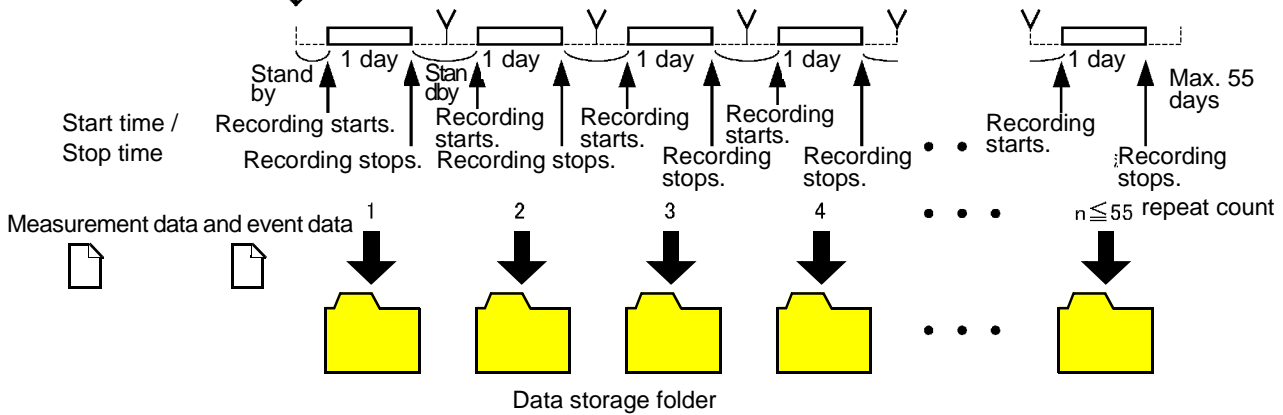 1 day
1 day
1 day
1 day
1 day
Stand
by
Stan
dby
Max. 55
days
Start time /
Stop time
Recording starts.
Recording stops.
Recording
starts.
Recording stops.
Recording
starts.
Recording
stops.
Recording
starts.
Recording
stops.
Recording
starts.
Recording
stops.
Measurement data and event data
1
2
3
4
n≦55 repeat count
Data storage folder